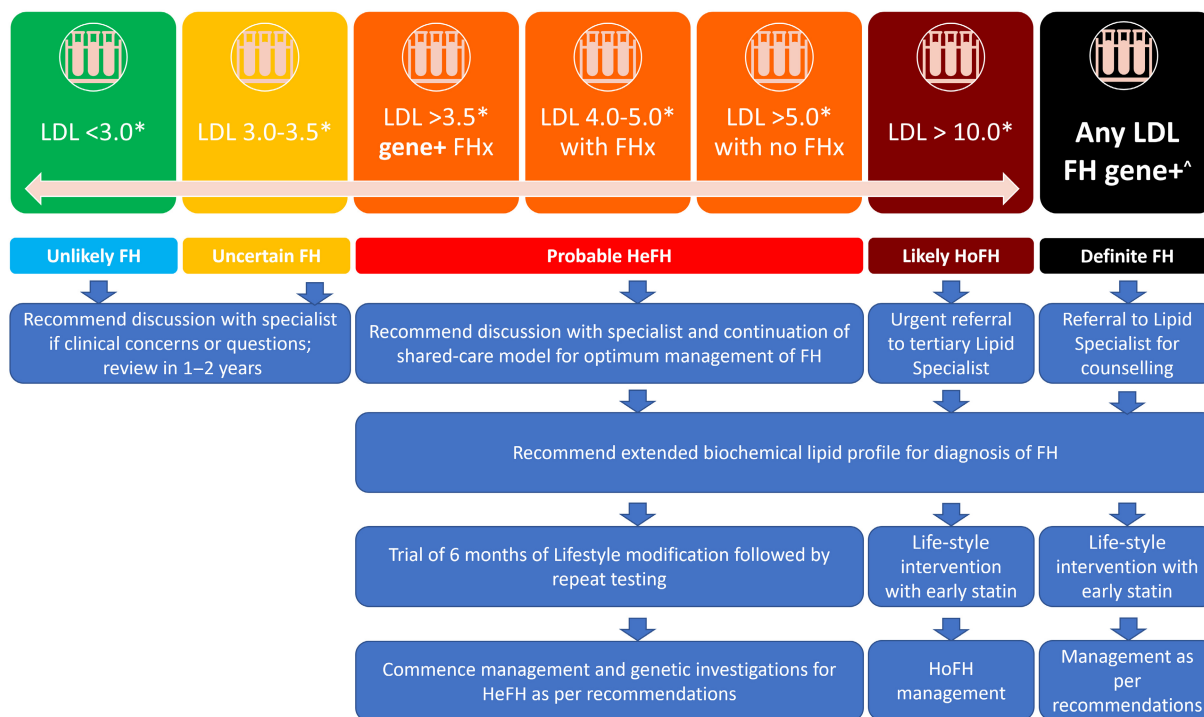 LDL <3.0*
LDL 3.0-3.5*
LDL >3.5*
gene+ FHx
LDL 4.0-5.0*
with FHx
LDL >5.0*
with no FHx
LDL > 10.0*
Any LDL
FH gene+^
Unlikely FH
Uncertain FH
Probable HeFH
Likely HoFH
Definite FH
Recommend discussion with specialist
if clinical concerns or questions;
review in 1–2 years
Recommend discussion with specialist and continuation of
shared-care model for optimum management of FH
Urgent referral
to tertiary Lipid
Specialist
Referral to Lipid
Specialist for
counselling
Recommend extended biochemical lipid profile for diagnosis of FH
Trial of 6 months of Lifestyle modification followed by
repeat testing
Life-style
intervention
with early statin
Life-style
intervention with
early statin
Commence management and genetic investigations for
HeFH as per recommendations
HoFH
management
Management as
per
recommendations